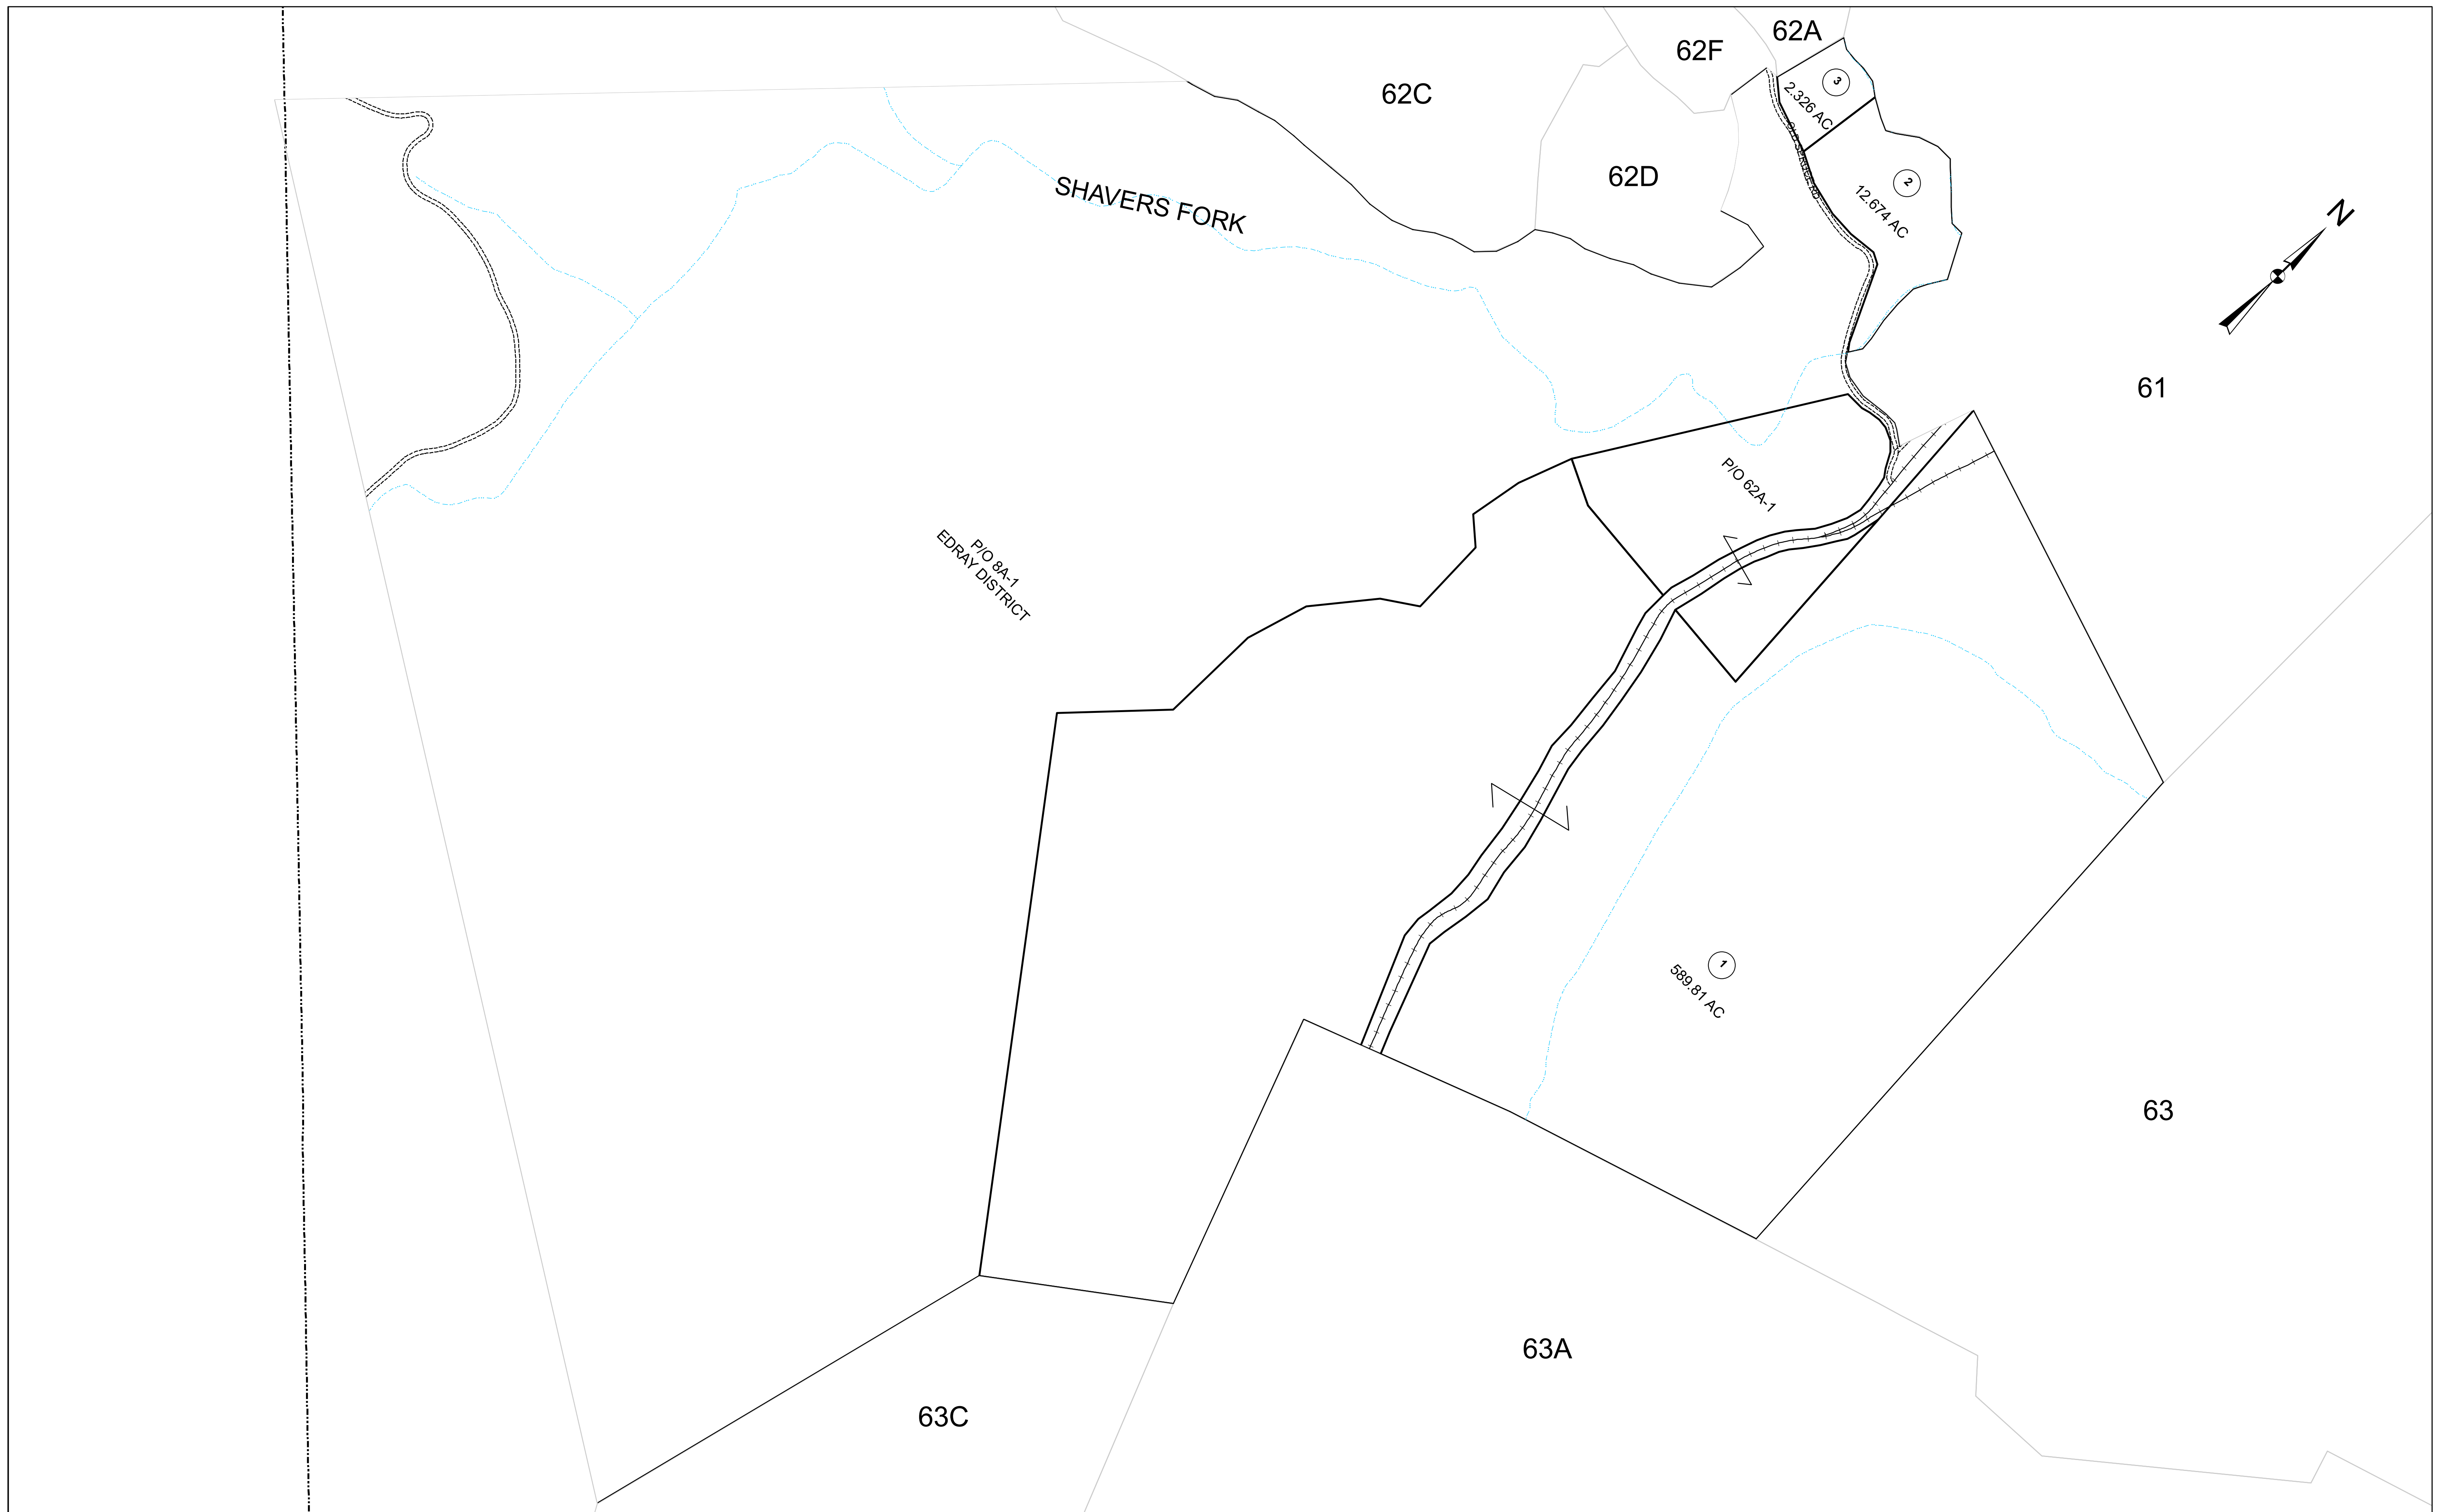 62A
62F
3
62C
2.326 AC
62D
2
12.674 AC
SHAVERS FORK
N
61
P/O 62A-1
P/O 8A-1
EDRAY DISTRICT
1
589.81 AC
63
63A
63C